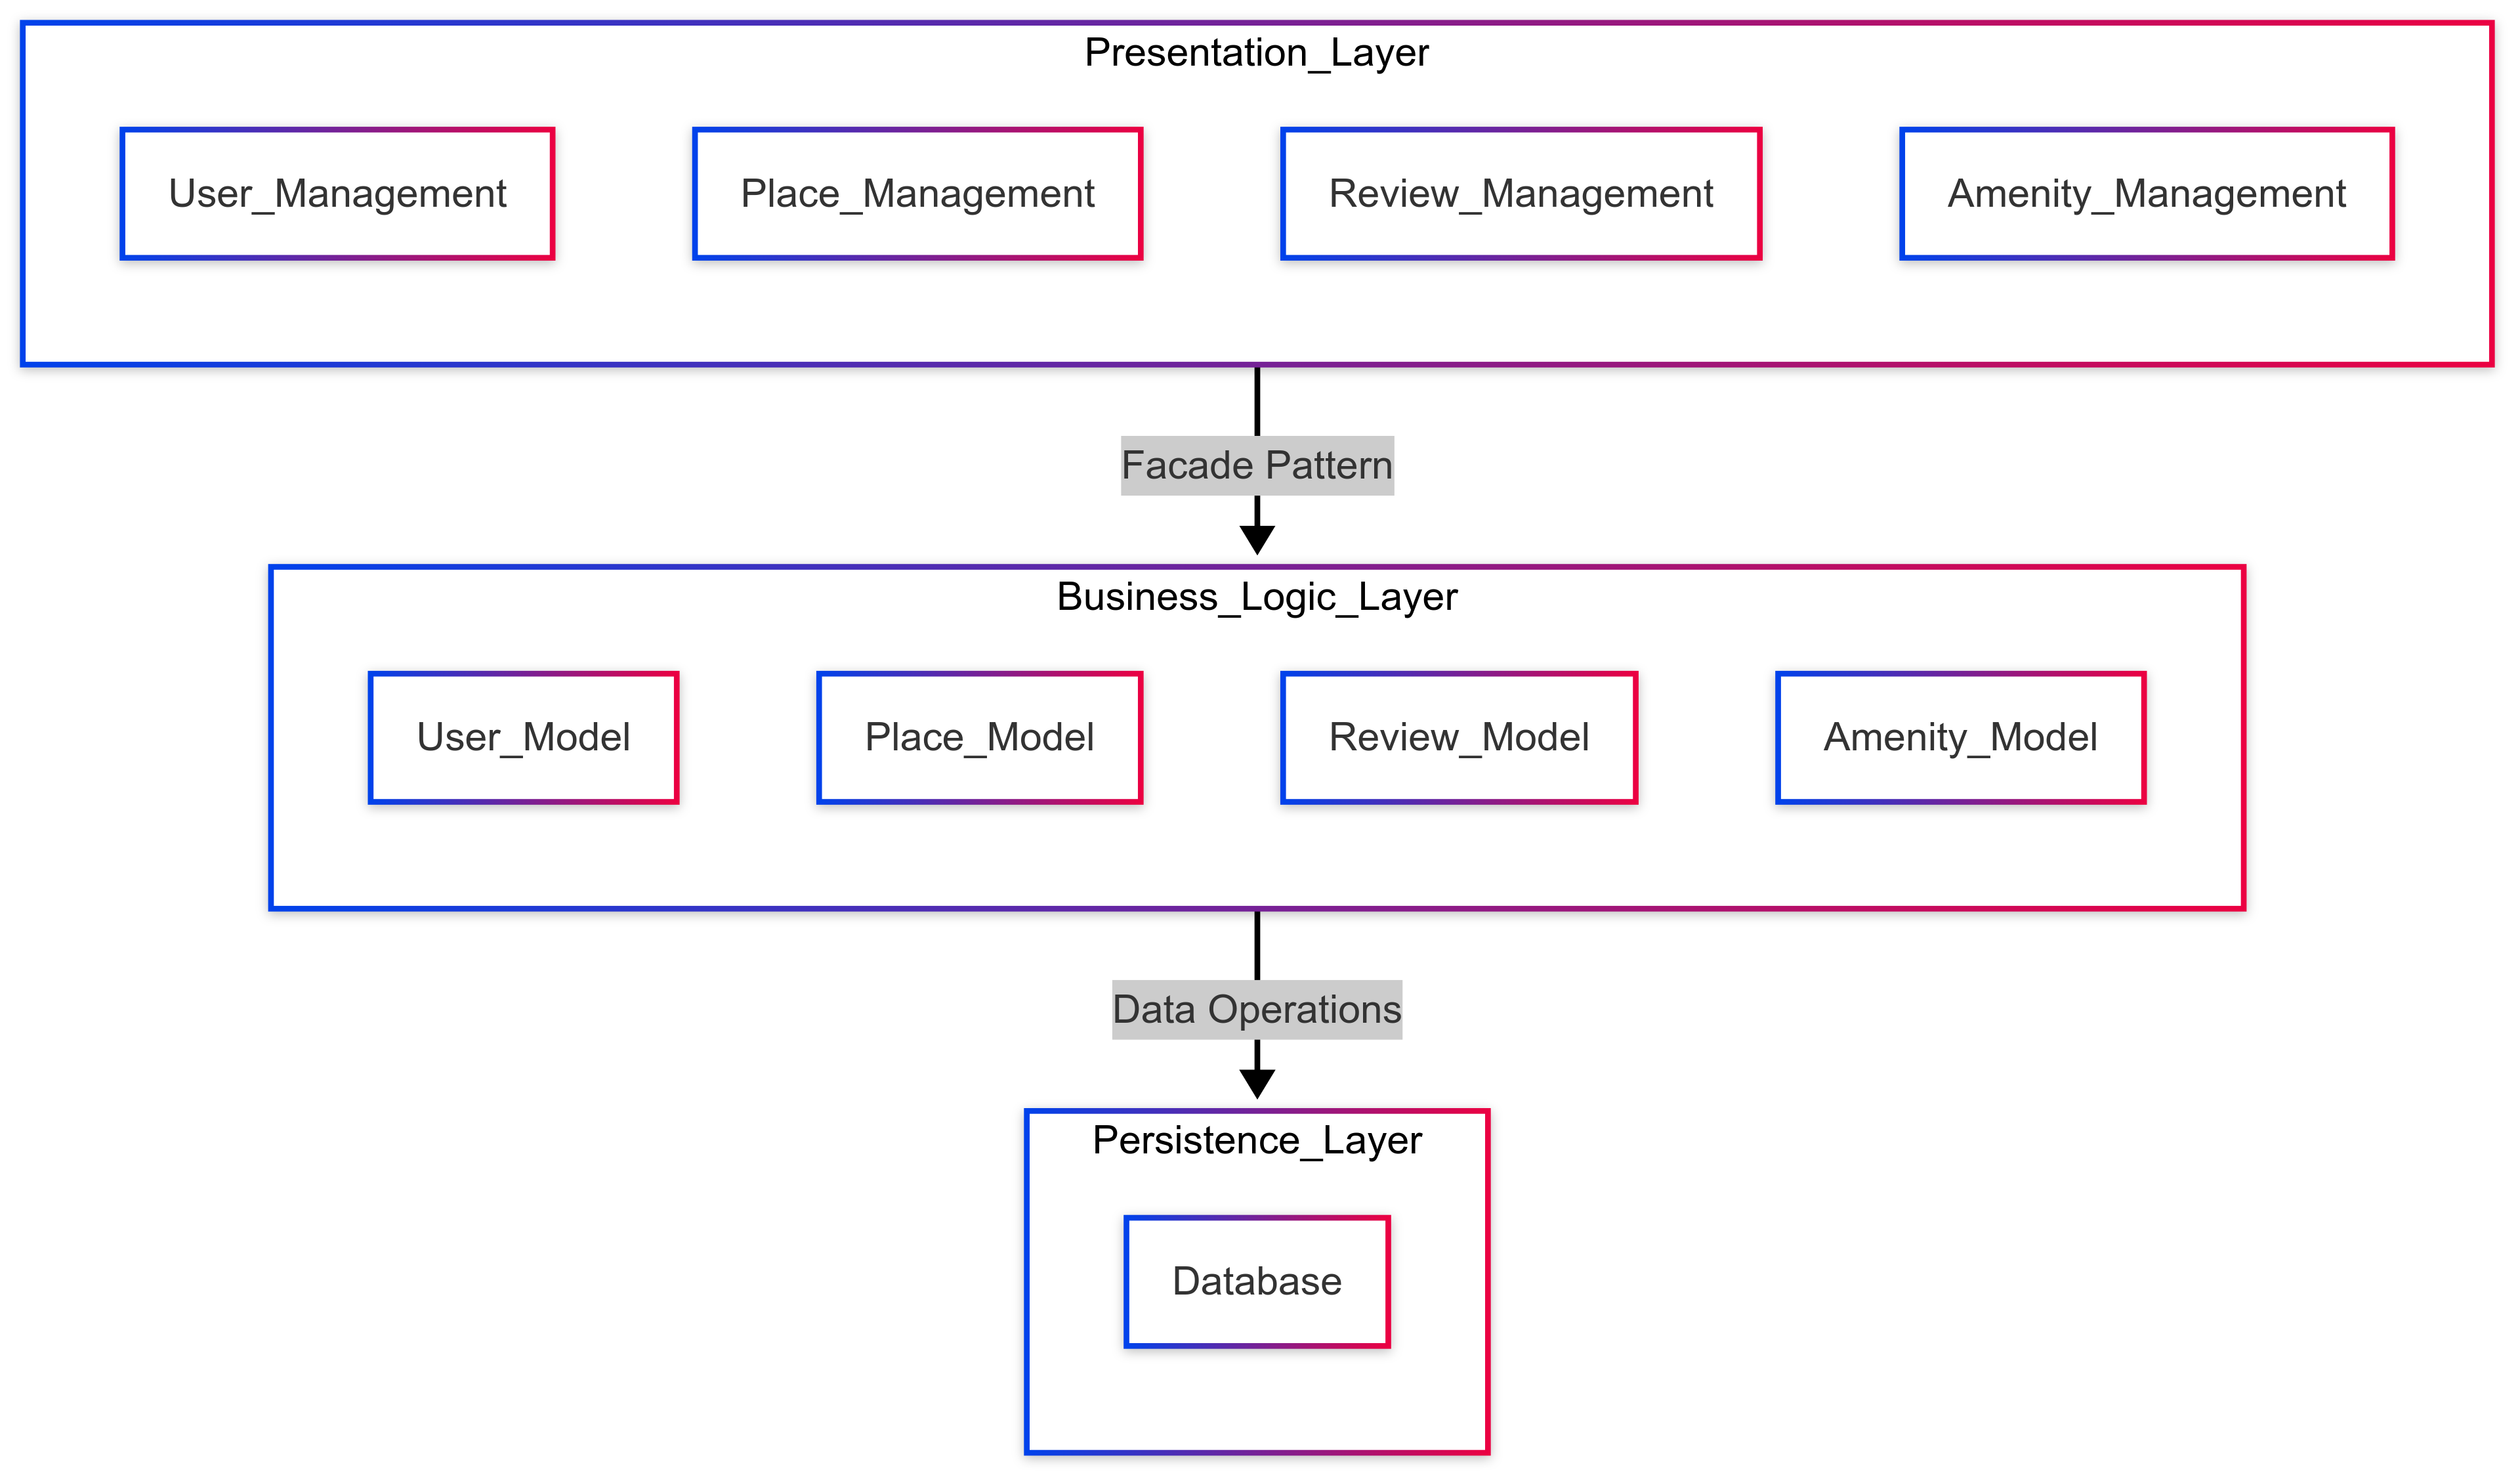 Presentation_Layer
User_Management
Place_Management
Review_Management
Amenity_Management
Facade Pattern
Business_Logic_Layer
User_Model
Place_Model
Review_Model
Amenity_Model
Data Operations
Persistence_Layer
Database